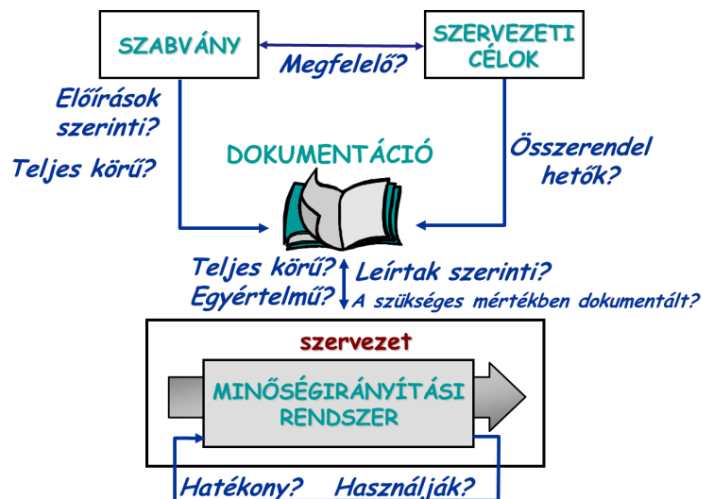 SZABVÁNY
SZERVEZETI
CÉLOK
Megfelelő?
Előírások
szerinti?
Teljes körű?
DOKUMENTÁCIÓ
Összerendel
hetők?
Teljes körű?
Egyértelmű?
Leírtak szerinti?
A szükséges mértékben dokumentált?
szervezet
MINŐSÉGIRÁNYÍTÁSI
RENDSZER
Hatékony?
Használják?